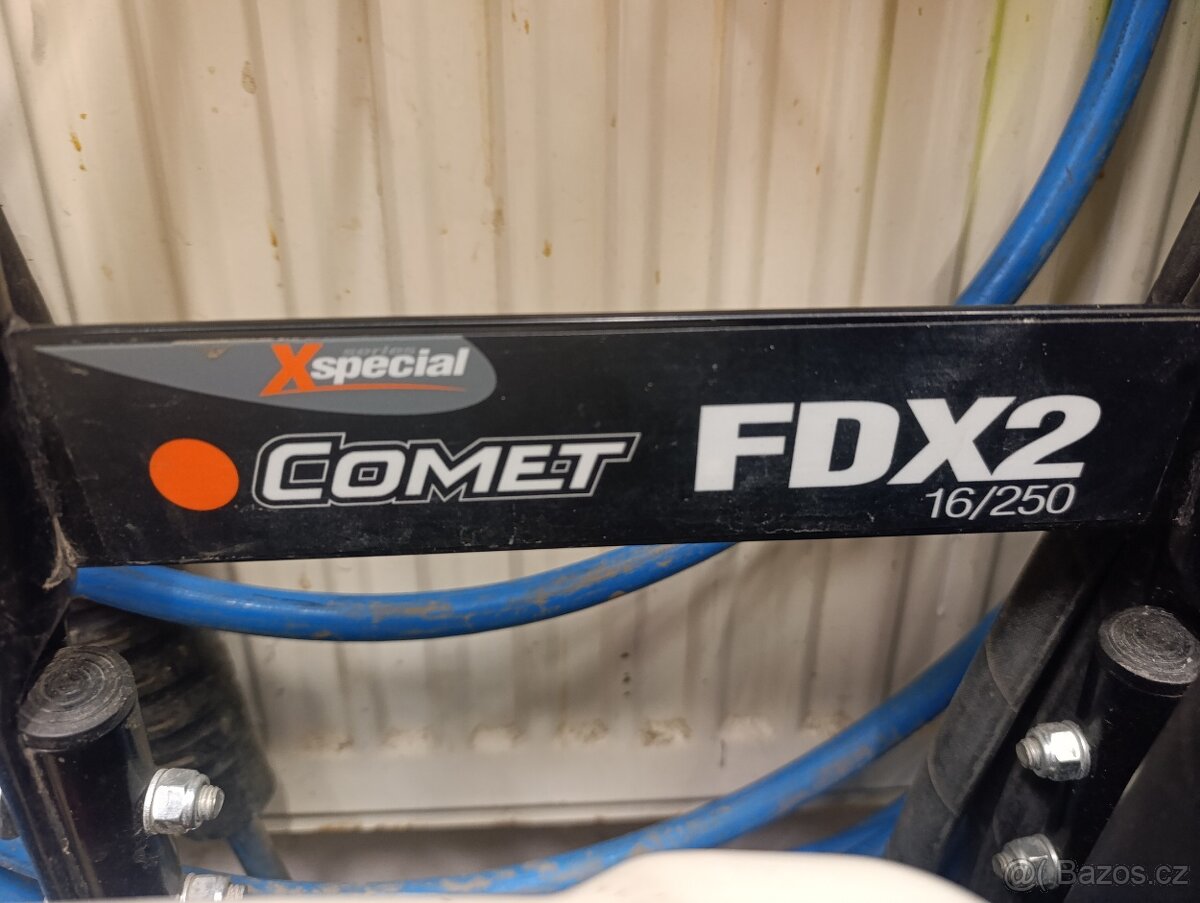 Xspecial
series
COMET
FDX2
16/250
@( Bazos.cz